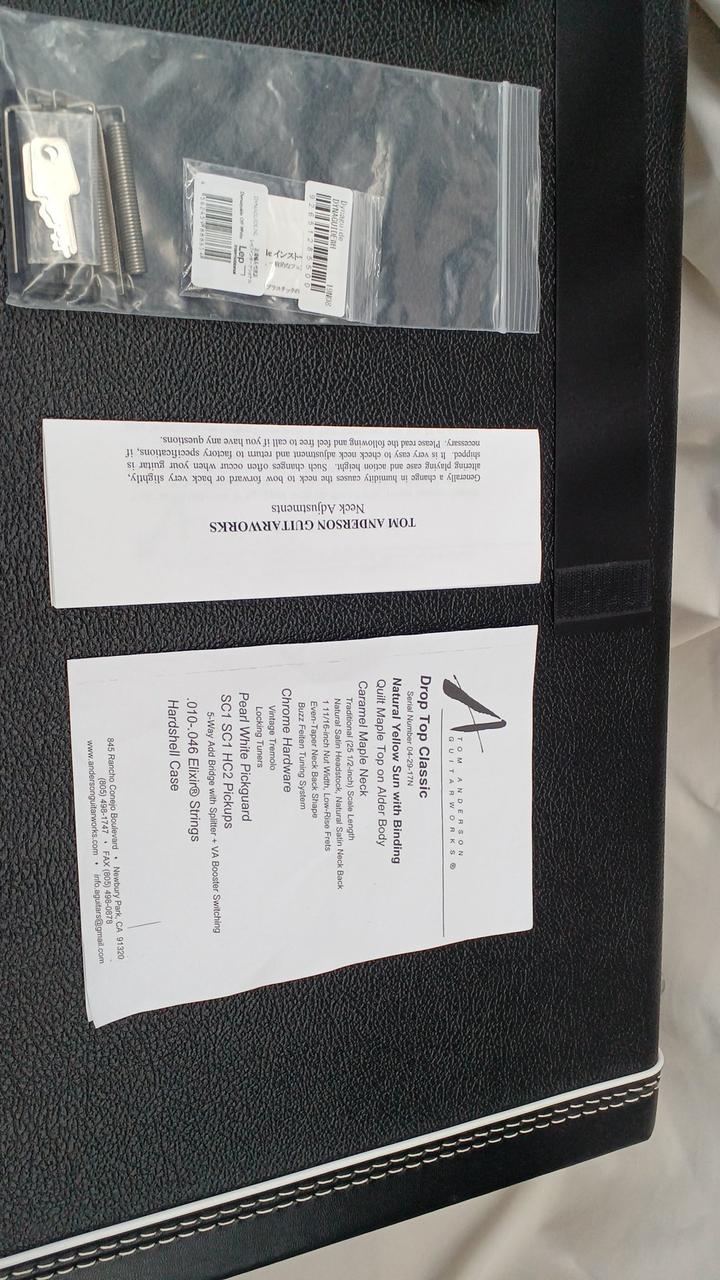 TOM ANDERSON
GUITARWORKS ®
Drop Top Classic
Serial Number 04-29-17N
Natural Yellow Sun with Binding
Quilt Maple Top on Alder Body
Caramel Maple Neck
Traditional (25 1/2-inch) Scale Length
Natural Satin Headstock, Natural Satin Neck Back
1 11/16-inch Nut Width, Low-Rise Frets
Even-Taper Neck Back Shape
Buzz Feiten Tuning System
Chrome Hardware
Vintage Tremolo
Locking Tuners
Pearl White Pickguard
SC1 SC1 HC2 Pickups
5-Way Add Bridge with Splitter + VA Booster Switching
.010-.046 Elixir® Strings
Hardshell Case
845 Rancho Conejo Boulevard • Newbury Park, CA 91320
(805) 498-1747 • FAX (805) 498-0878
www.andersonguitarworks.com • info.aguitars@gmail.com
TOM ANDERSON GUITARWORKS
Neck Adjustments
Generally a change in humidity causes the neck to bow forward or back very slightly,
altering playing ease and action height. Such changes often occur when your guitar is
shipped. It is very easy to check neck adjustment and return to factory specifications, if
necessary. Please read the following and feel free to call if you have any questions.
Dynaguide